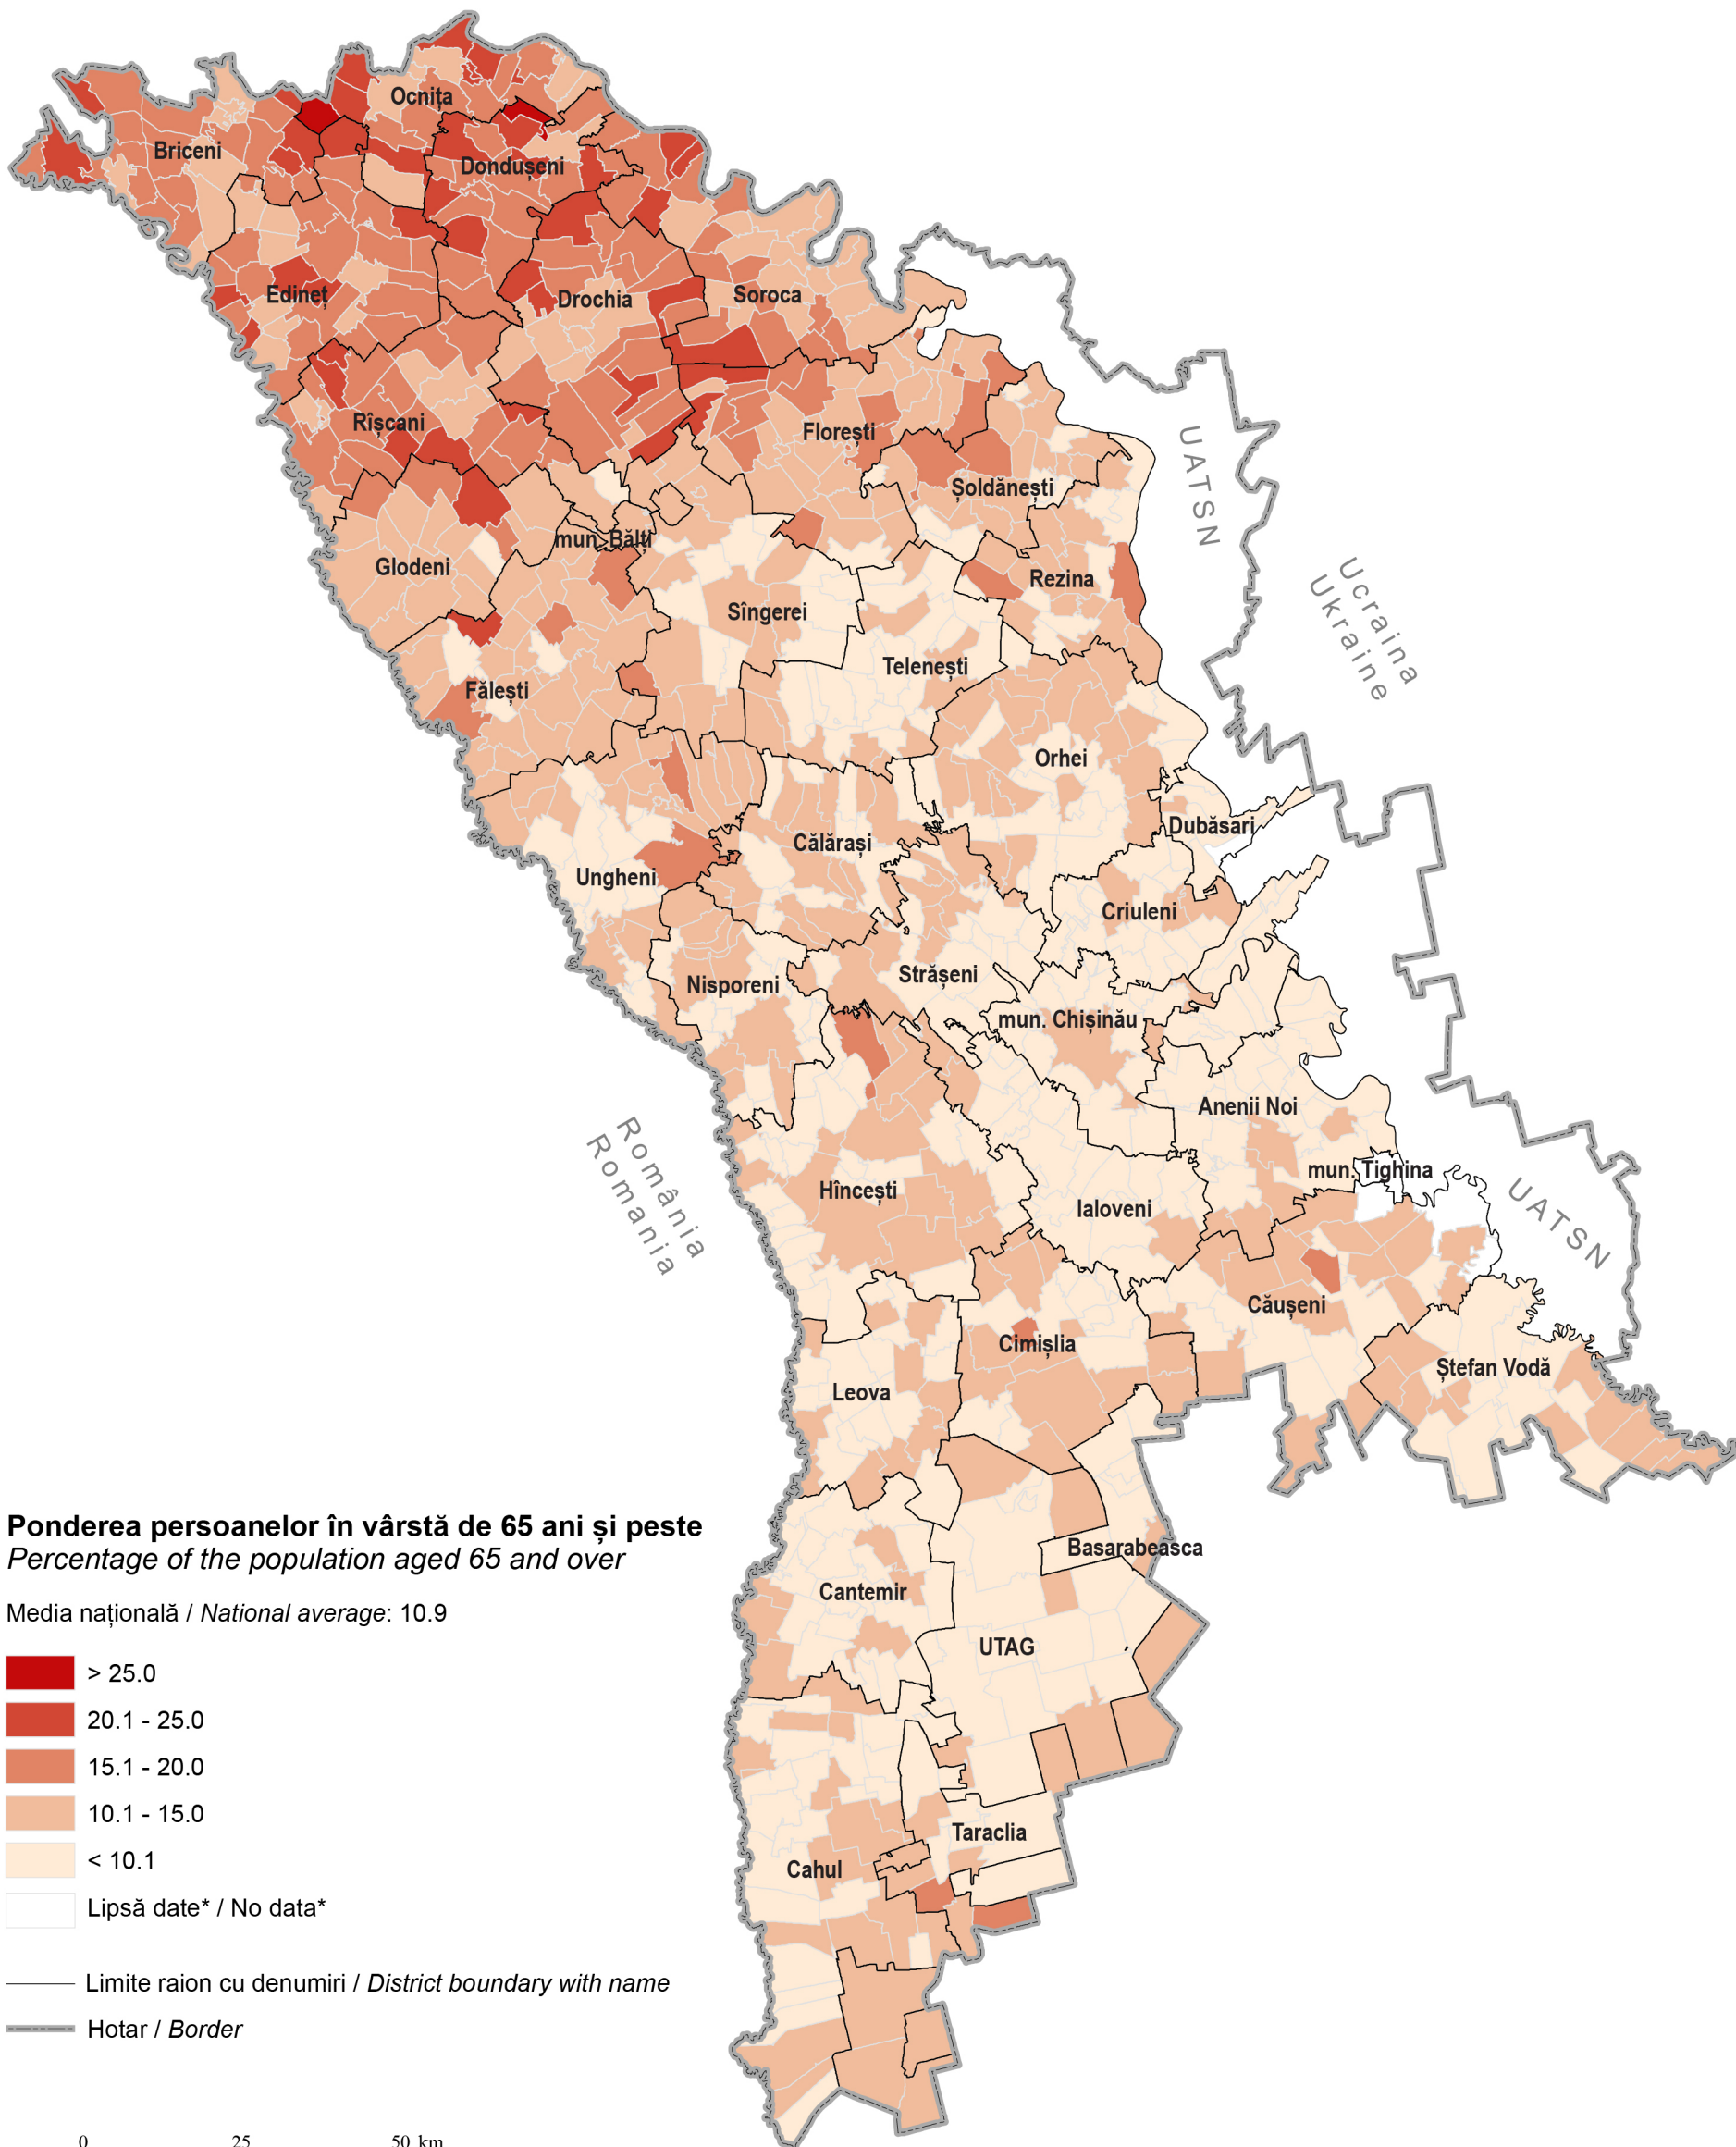 Ocnița
Briceni
Dondușeni
Edineț
Drochia
Soroca
Rîșcani
Florești
UATSN
Șoldănești
mun. Bălți
Glodeni
Rezina
Ucraina
Ukraine
Sîngerei
Telenești
Fălești
Orhei
Dubăsari
Călărași
Ungheni
Criuleni
Strășeni
Nisporeni
mun. Chișinău
Anenii Noi
România
Romania
mun. Tighina
Hîncești
Ialoveni
UATSN
Căușeni
Cimișlia
Ștefan Vodă
Leova
Ponderea persoanelor în vârstă de 65 ani și peste
Percentage of the population aged 65 and over
Basarabeasca
Cantemir
Media națională / National average: 10.9
UTAG
> 25.0
20.1 - 25.0
15.1 - 20.0
10.1 - 15.0
Taraclia
< 10.1
Cahul
Lipsă date* / No data*
Limite raion cu denumiri / District boundary with name
Hotar / Border
0 25 50 km